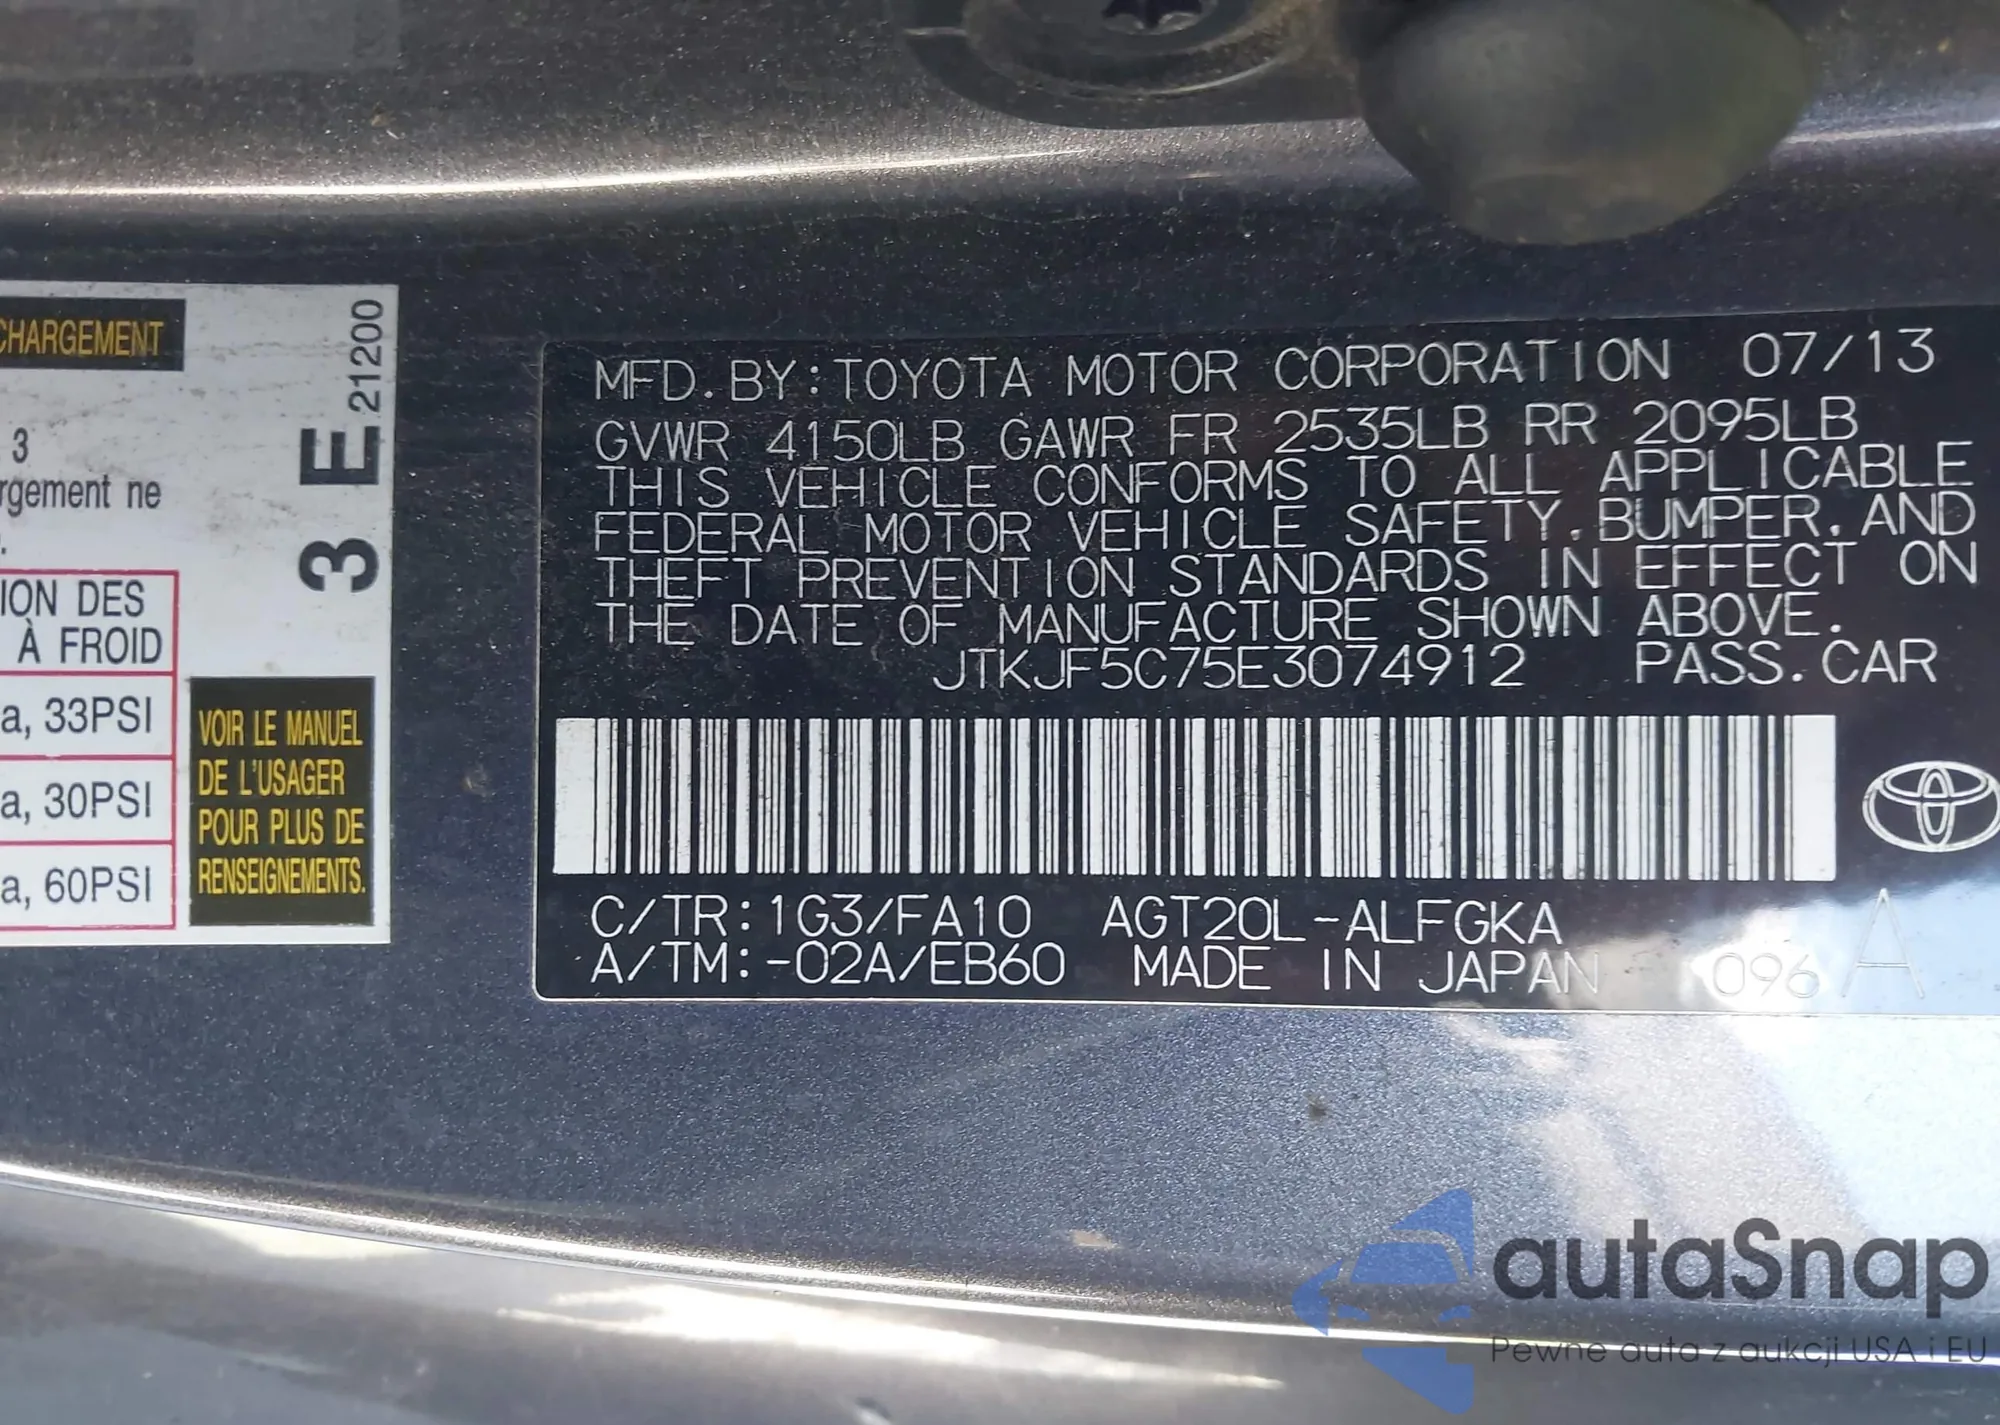 CHARGEMENT
3
rgement ne
ION DES
À FROID
a, 33PSI
a, 30PSI
a, 60PSI
3 E 21200
VOIR LE MANUEL
DE L'USAGER
POUR PLUS DE
RENSEIGNEMENTS.
MFD. BY: TOYOTA MOTOR CORPORATION 07/13
GVWR 4150LB GAWR FR 2535LB RR 2095LB
THIS VEHICLE CONFORMS TO ALL APPLICABLE
FEDERAL MOTOR VEHICLE SAFETY. BUMPER. AND
THEFT PREVENTION STANDARDS IN EFFECT ON
THE DATE OF MANUFACTURE SHOWN ABOVE.
JTKJF5C75E3074912 PASS. CAR
C/TR: 1G3/FA10 AGT20L-ALFGKA
A/TM: -02A/EB60 MADE IN JAPAN 096 A
autaSnap
Pewne auta z aukcji USA i EU